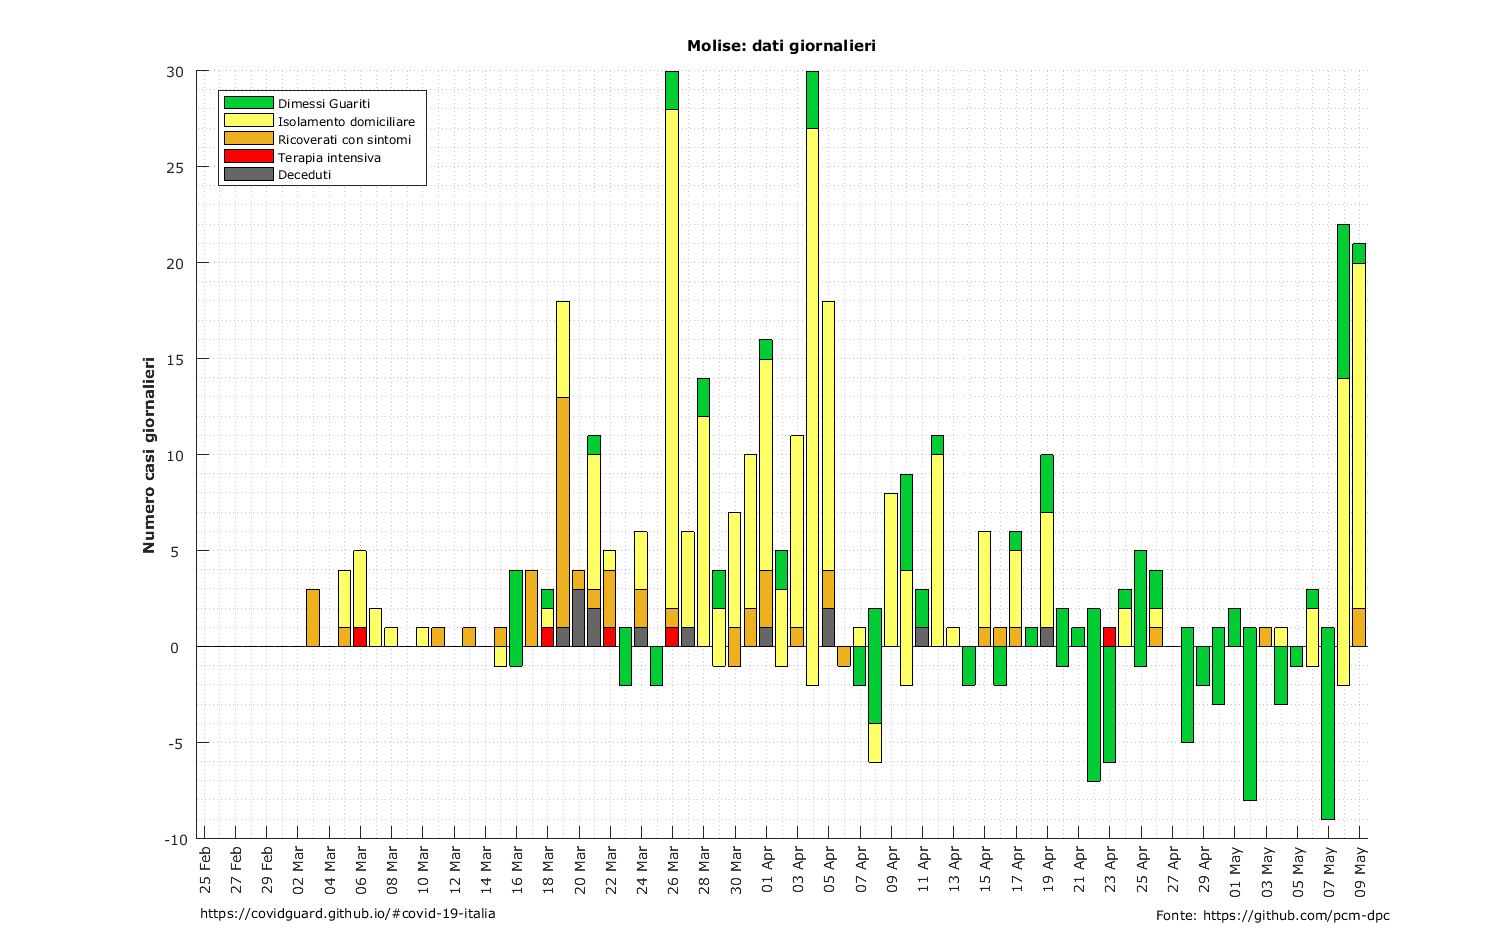 Molise: dati giornalieri
30
25
20
15
10
5
0
-5
-10
Numero casi giornalieri
Dimessi Guariti
Isolamento domiciliare
Ricoverati con sintomi
Terapia intensiva
Deceduti
25 Feb
27 Feb
29 Feb
02 Mar
04 Mar
06 Mar
08 Mar
10 Mar
12 Mar
14 Mar
16 Mar
18 Mar
20 Mar
22 Mar
24 Mar
26 Mar
28 Mar
30 Mar
01 Apr
03 Apr
05 Apr
07 Apr
09 Apr
11 Apr
13 Apr
15 Apr
17 Apr
19 Apr
21 Apr
23 Apr
25 Apr
27 Apr
29 Apr
01 May
03 May
05 May
07 May
09 May
https://covidguard.github.io/#covid-19-italia
Fonte: https://github.com/pcm-dpc